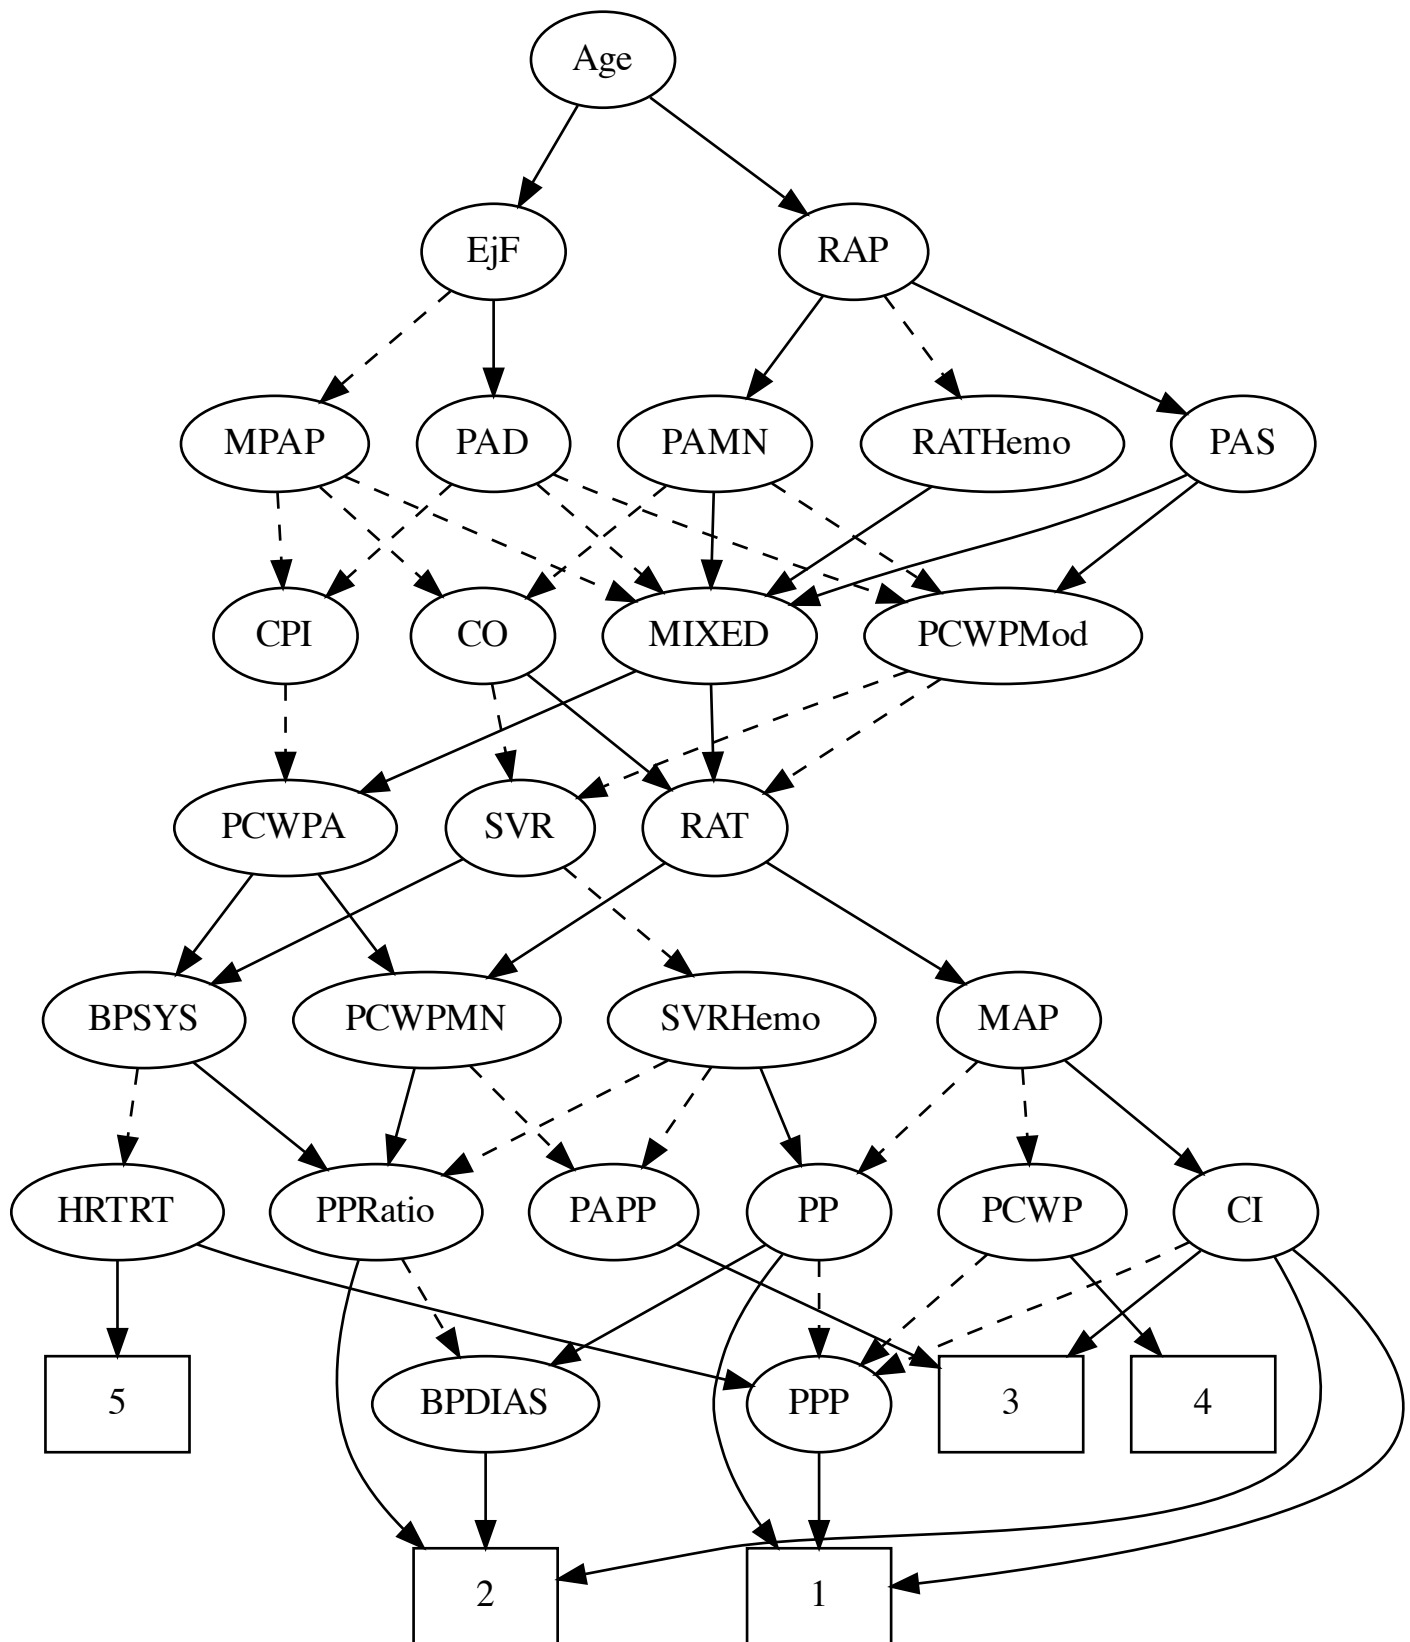 Age
EjF
RAP
MPAP
PAD
PAMN
RATHemo
PAS
CPI
CO
MIXED
PCWPMod
PCWPA
SVR
RAT
BPSYS
PCWPMN
SVRHemo
MAP
HRTRT
PPRatio
PAPP
PP
PCWP
CI
5
BPDIAS
PPP
3
4
2
1